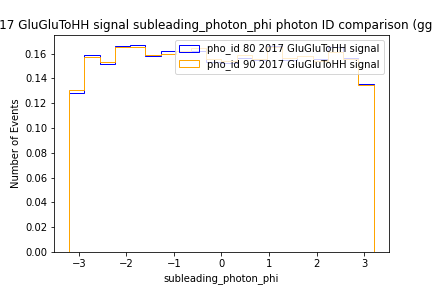 17 GluGluToHH signal subleading_photon_phi photon ID comparison (gg
pho_id 80 2017 GluGluToHH signal
pho_id 90 2017 GluGluToHH signal
Number of Events
0.16
0.14
0.12
0.10
0.08
0.06
0.04
0.02
0.00
−3 −2 −1 0 1 2 3
subleading_photon_phi